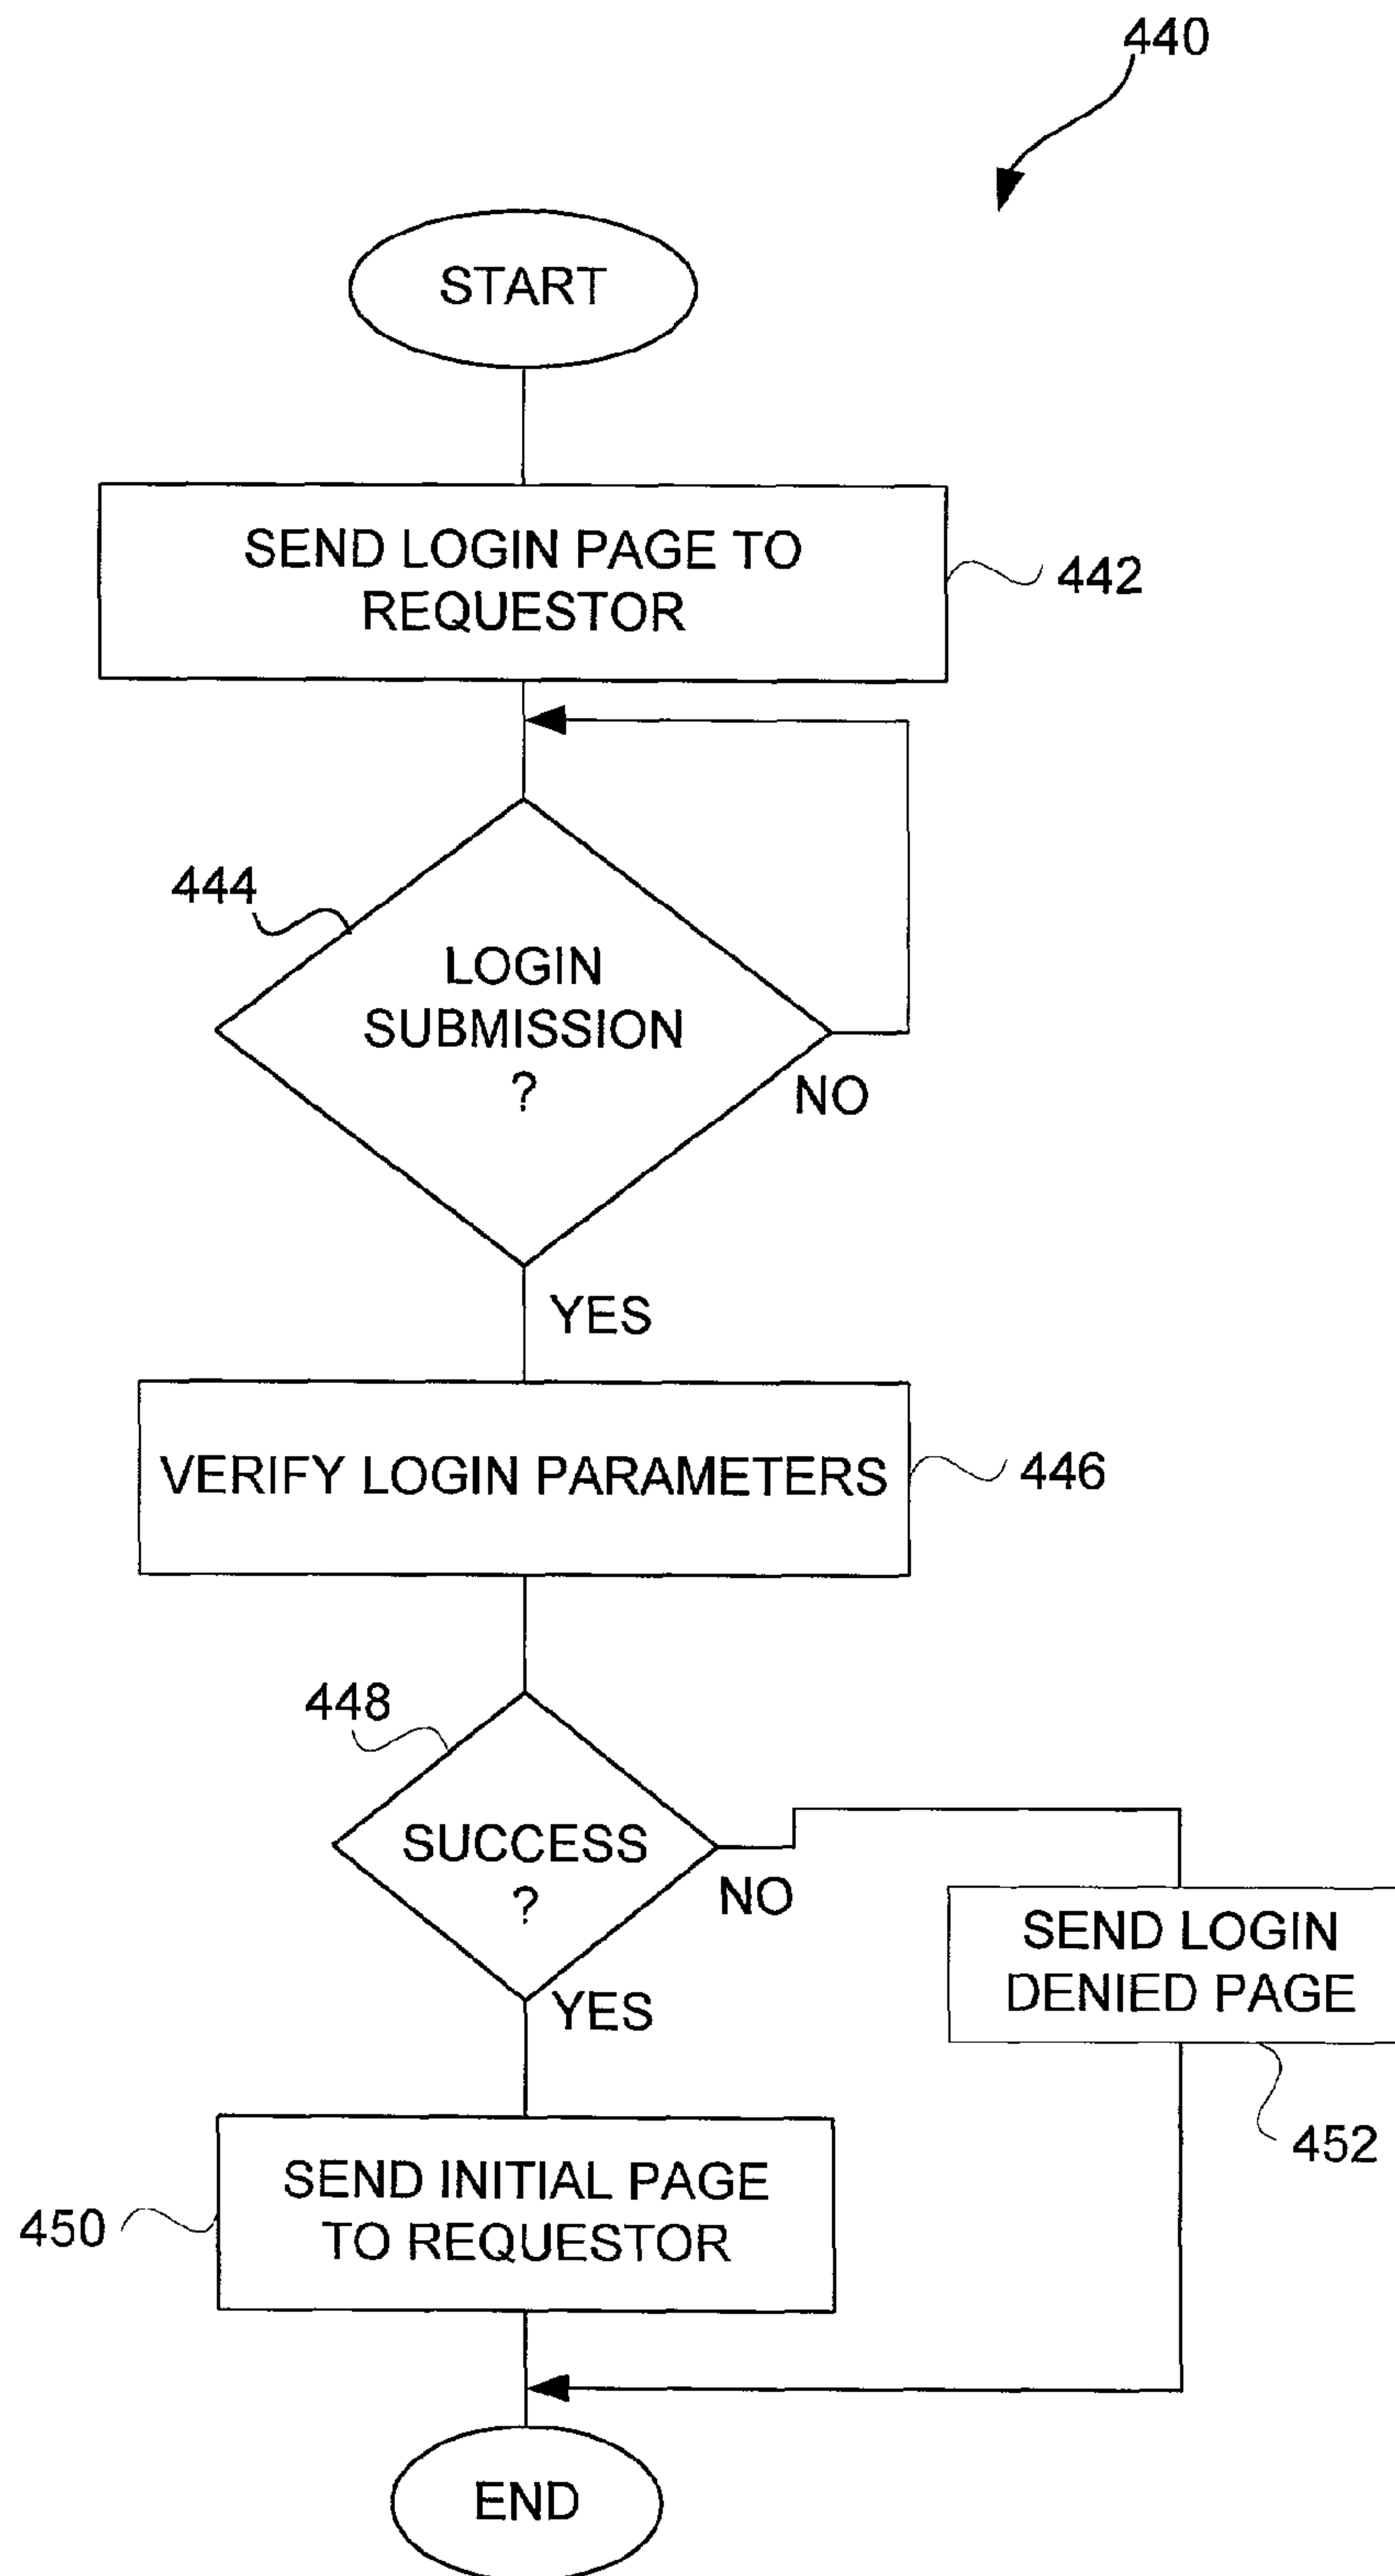 440
START
SEND LOGIN PAGE TO
REQUESTOR
442
444
LOGIN
SUBMISSION
?
NO
YES
VERIFY LOGIN PARAMETERS
446
448
SUCCESS
?
NO
YES
SEND LOGIN
DENIED PAGE
452
SEND INITIAL PAGE
TO REQUESTOR
450
END